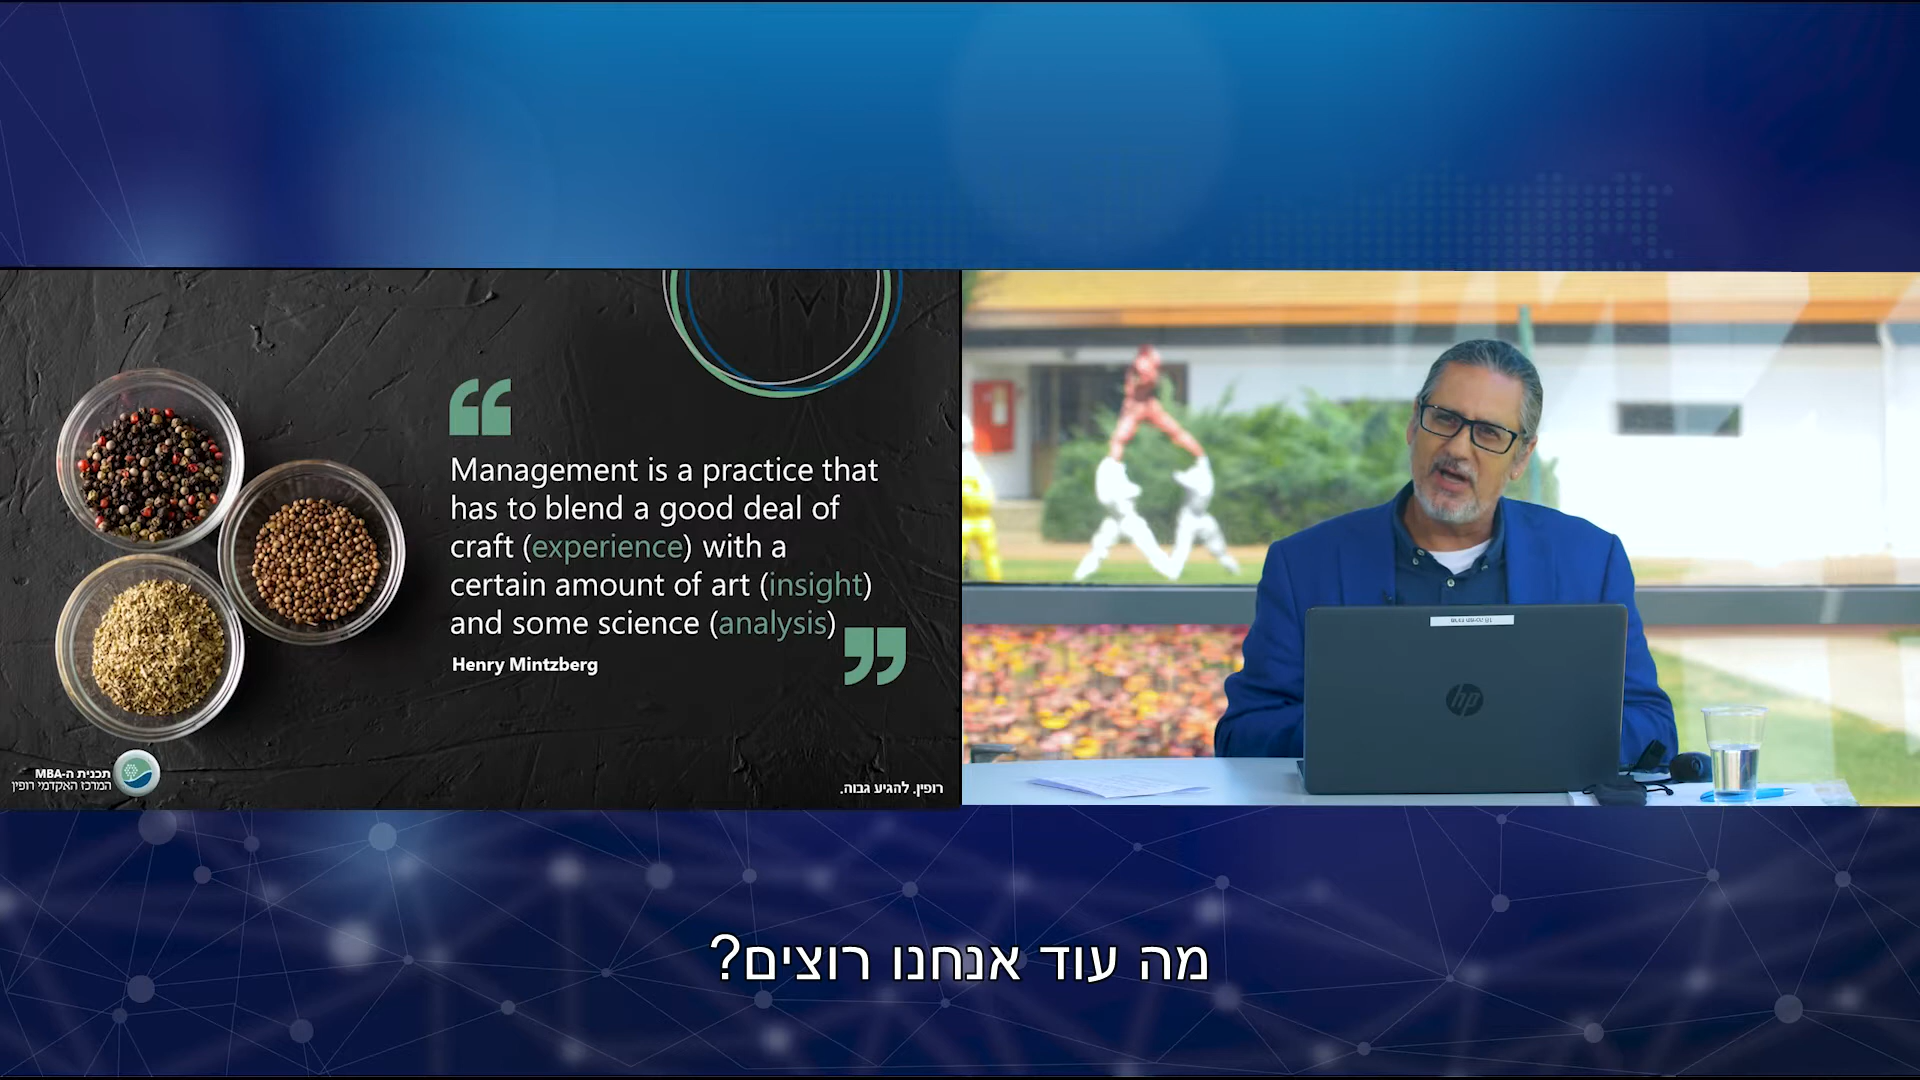 Management is a practice that
has to blend a good deal of
craft (experience) with a
certain amount of art (insight)
and some science (analysis)
Henry Mintzberg
תכנית ה-MBA
המרכז האקדמי רופין
רופין. להגיע גבוה.
hp
מה עוד אנחנו רוצים?